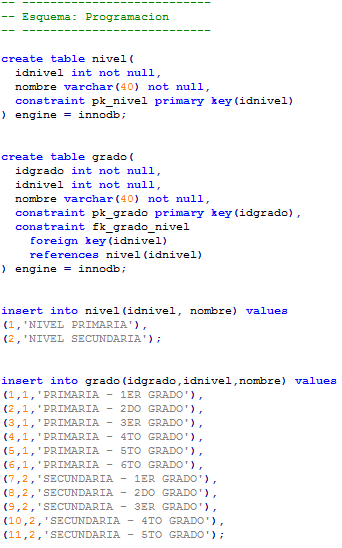 -- ---------------------------
-- Esquema: Programacion
-- ---------------------------
create table nivel(
idnivel int not null,
nombre varchar(40) not null,
constraint pk_nivel primary key(idnivel)
) engine = innodb;
create table grado(
idgrado int not null,
idnivel int not null,
nombre varchar(40) not null,
constraint pk_grado primary key(idgrado),
constraint fk_grado_nivel
foreign key(idnivel)
references nivel(idnivel)
) engine = innodb;
insert into nivel(idnivel, nombre) values
(1,'NIVEL PRIMARIA'),
(2,'NIVEL SECUNDARIA');
insert into grado(idgrado,idnivel,nombre) values
(1,1,'PRIMARIA - 1ER GRADO'),
(2,1,'PRIMARIA - 2DO GRADO'),
(3,1,'PRIMARIA - 3ER GRADO'),
(4,1,'PRIMARIA - 4TO GRADO'),
(5,1,'PRIMARIA - 5TO GRADO'),
(6,1,'PRIMARIA - 6TO GRADO'),
(7,2,'SECUNDARIA - 1ER GRADO'),
(8,2,'SECUNDARIA - 2DO GRADO'),
(9,2,'SECUNDARIA - 3ER GRADO'),
(10,2,'SECUNDARIA - 4TO GRADO'),
(11,2,'SECUNDARIA - 5TO GRADO');